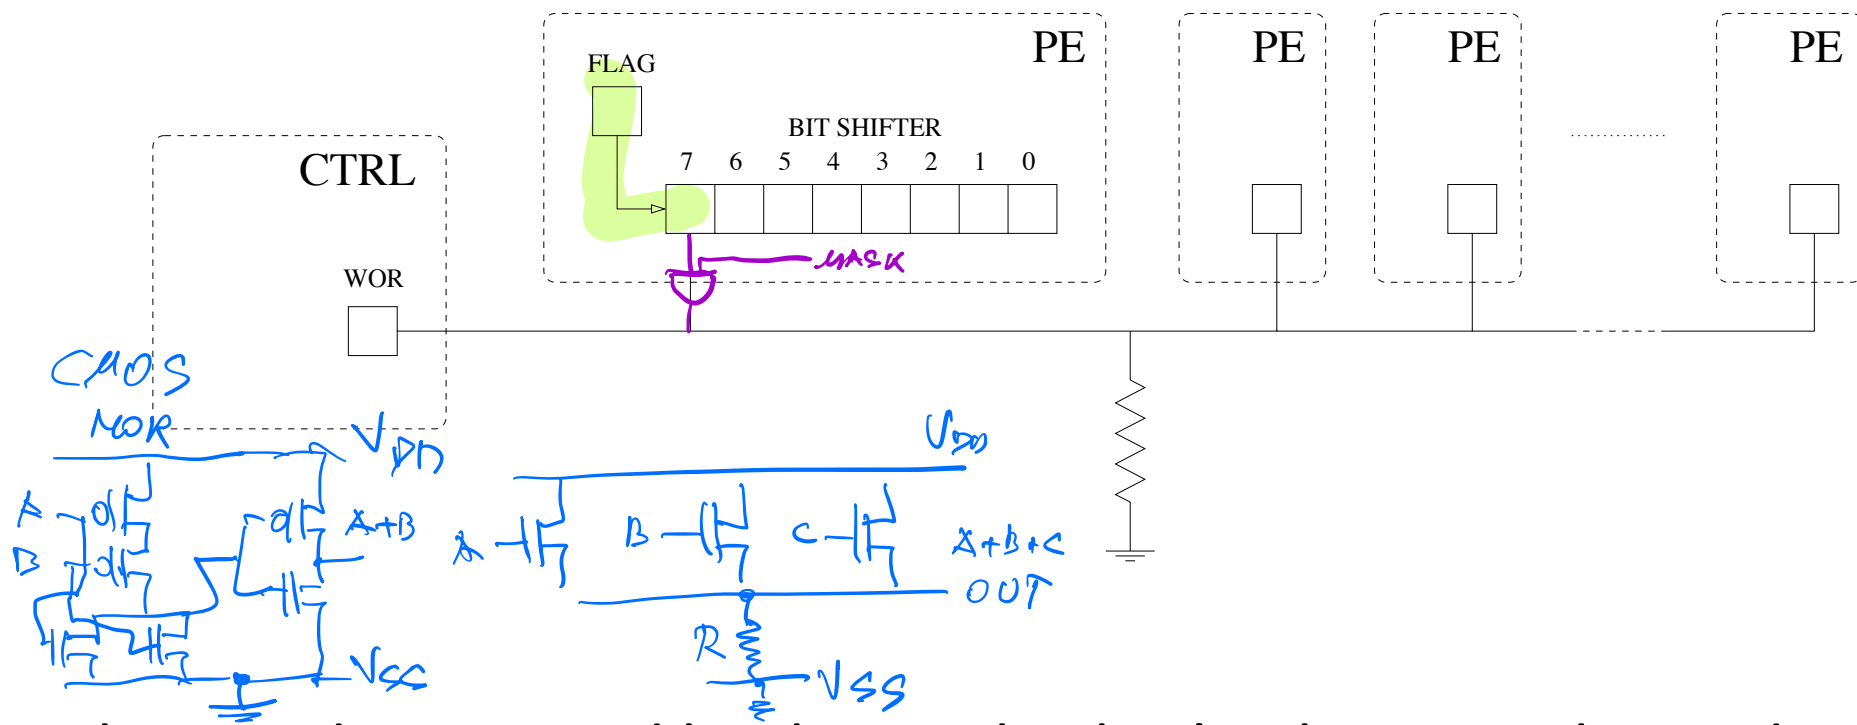 PE PE PE PE
FLAG
BIT SHIFTER
7 6 5 4 3 2 1 0
CTRL
MASK
WOR
CMOS
NOR
VDD
VDD
A
B
A+B
A
B
C
A+B+C
OUT
R
VSS
VSS